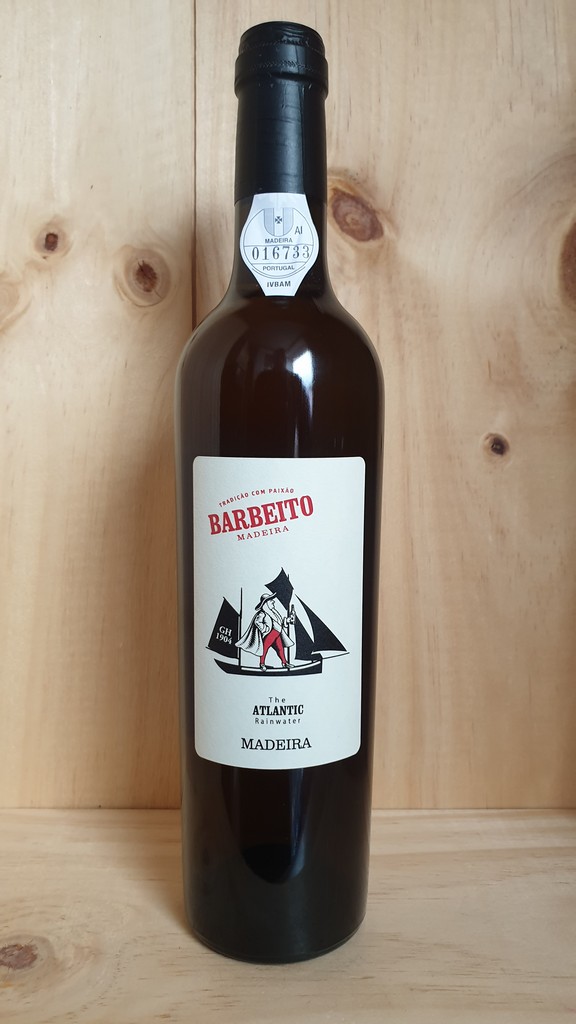 AI
MADEIRA
016733
PORTUGAL
IVBAM
TRADIÇÃO COM PAIXÃO
BARBEITO
MADEIRA
GH
1904
The
ATLANTIC
Rainwater
MADEIRA